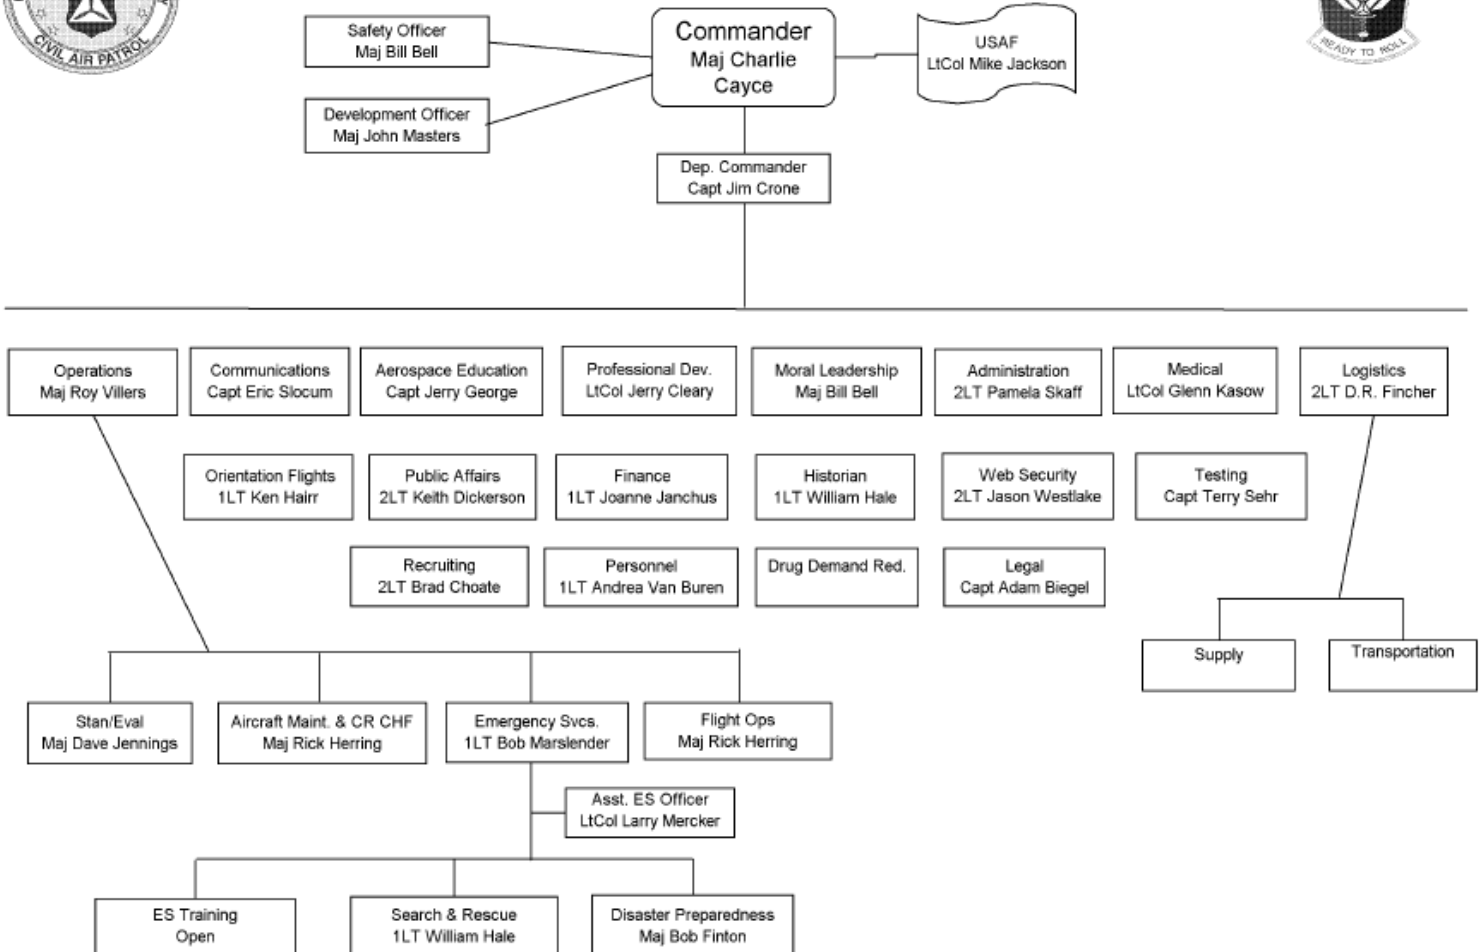 CIVIL AIR PATROL
READY TO ROLL
Safety Officer
Maj Bill Bell
Commander
Maj Charlie
Cayce
USAF
LtCol Mike Jackson
Development Officer
Maj John Masters
Dep. Commander
Capt Jim Crone
Operations
Maj Roy Villers
Communications
Capt Eric Slocum
Aerospace Education
Capt Jerry George
Professional Dev.
LtCol Jerry Cleary
Moral Leadership
Maj Bill Bell
Administration
2LT Pamela Skaff
Medical
LtCol Glenn Kasow
Logistics
2LT D.R. Fincher
Orientation Flights
1LT Ken Hairr
Public Affairs
2LT Keith Dickerson
Finance
1LT Joanne Janchus
Historian
1LT William Hale
Web Security
2LT Jason Westlake
Testing
Capt Terry Sehr
Recruiting
2LT Brad Choate
Personnel
1LT Andrea Van Buren
Drug Demand Red.
Legal
Capt Adam Biegel
Supply
Transportation
Stan/Eval
Maj Dave Jennings
Aircraft Maint. & CR CHF
Maj Rick Herring
Emergency Svcs.
1LT Bob Marslender
Flight Ops
Maj Rick Herring
Asst. ES Officer
LtCol Larry Mercker
ES Training
Open
Search & Rescue
1LT William Hale
Disaster Preparedness
Maj Bob Finton